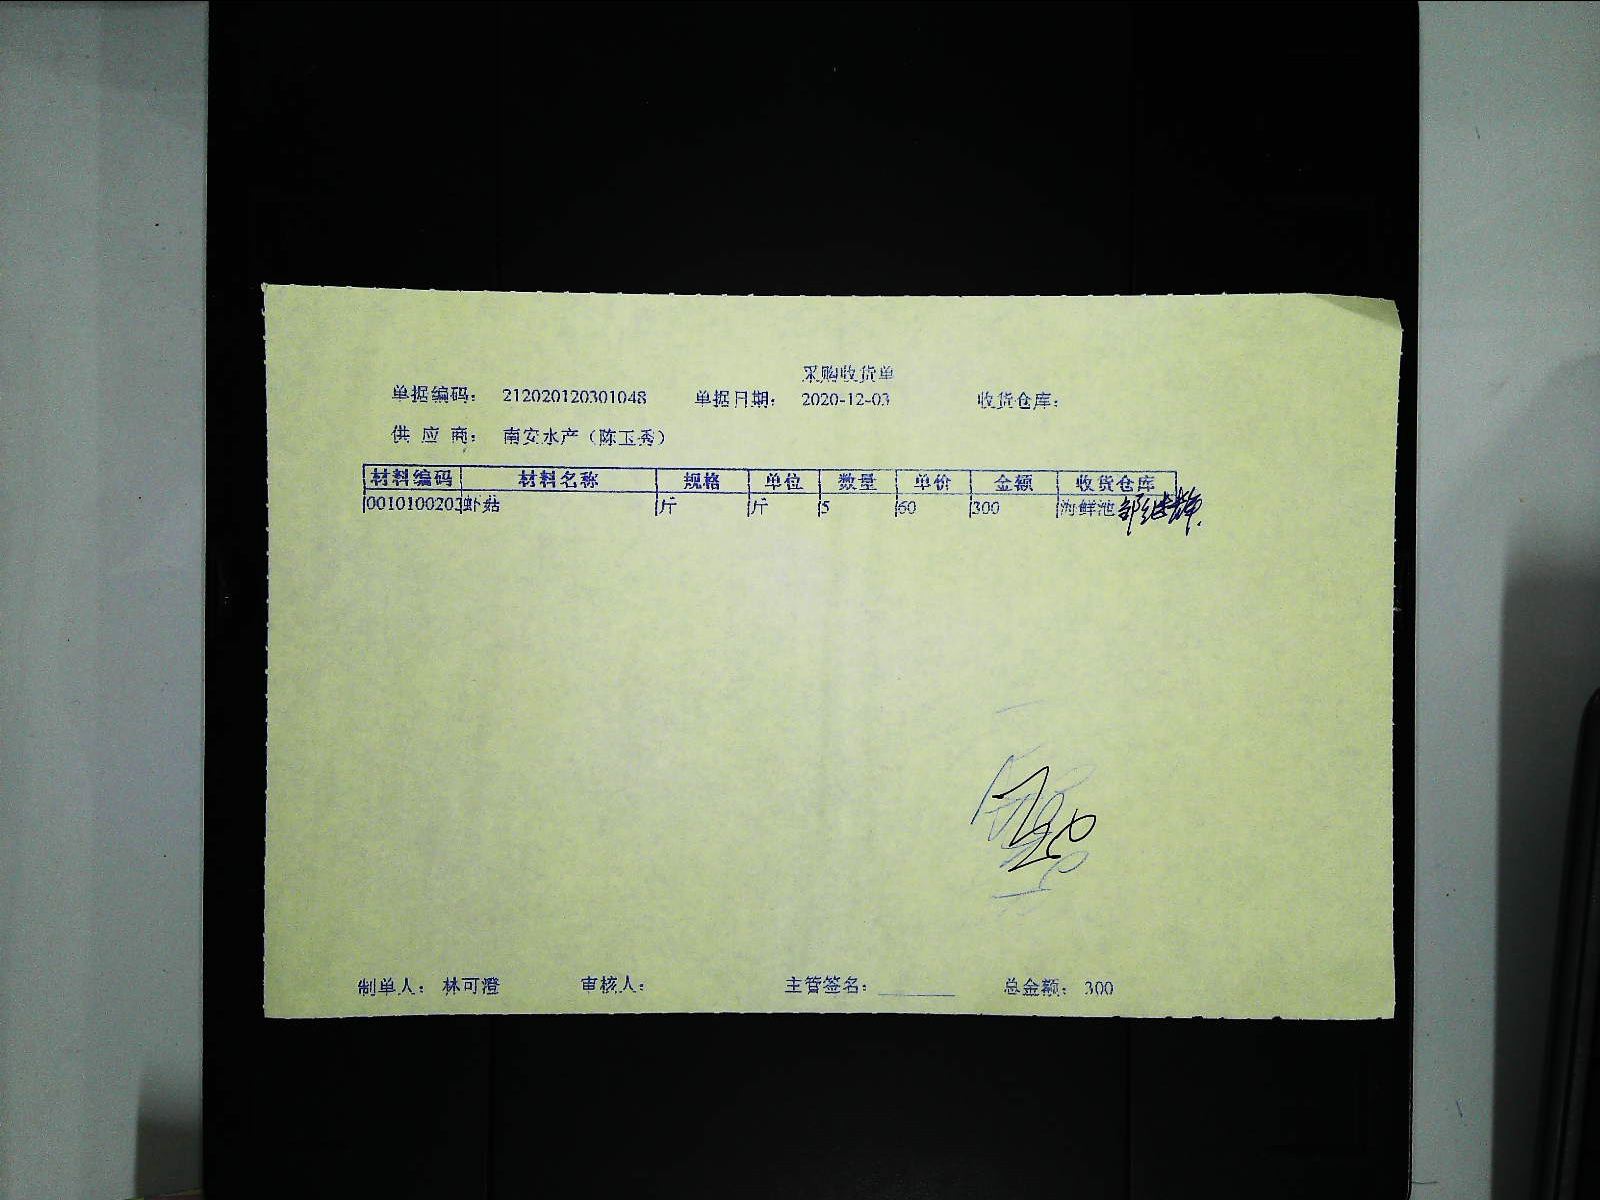 采购收货单
单据编码： 212020120301048 单据日期： 2020-12-03 收货仓库：
供 应 商： 南安水产（陈玉秀）
材料编码 材料名称 规格 单位 数量 单价 金额 收货仓库
0010100203 虾菇 斤 斤 5 60 300 海鲜池
制单人： 林可澄 审核人： 主管签名： 总金额： 300